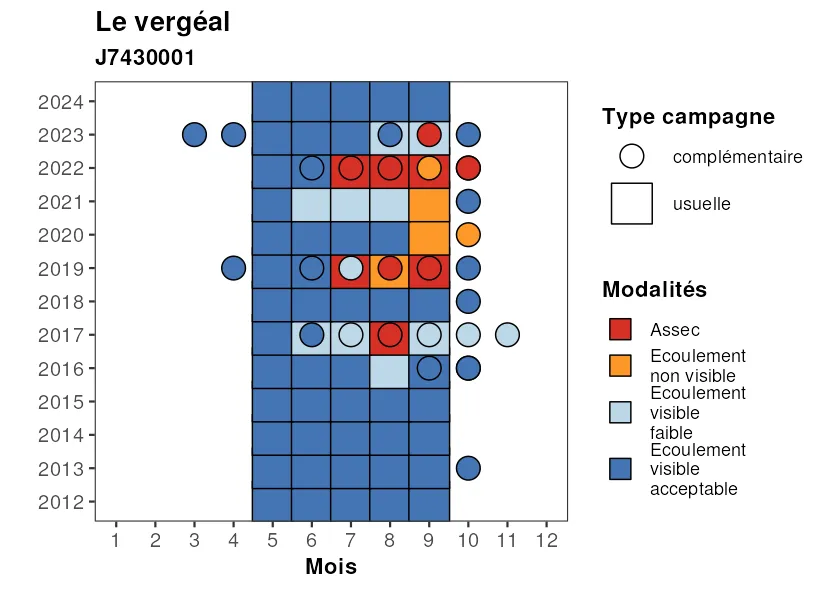 Le vergéal
J7430001
2024
2023
2022
2021
2020
2019
2018
2017
2016
2015
2014
2013
2012
1 2 3 4 5 6 7 8 9 10 11 12
Mois
Type campagne
complémentaire
usuelle
Modalités
Assec
Ecoulement
non visible
Ecoulement
visible
faible
Ecoulement
visible
acceptable